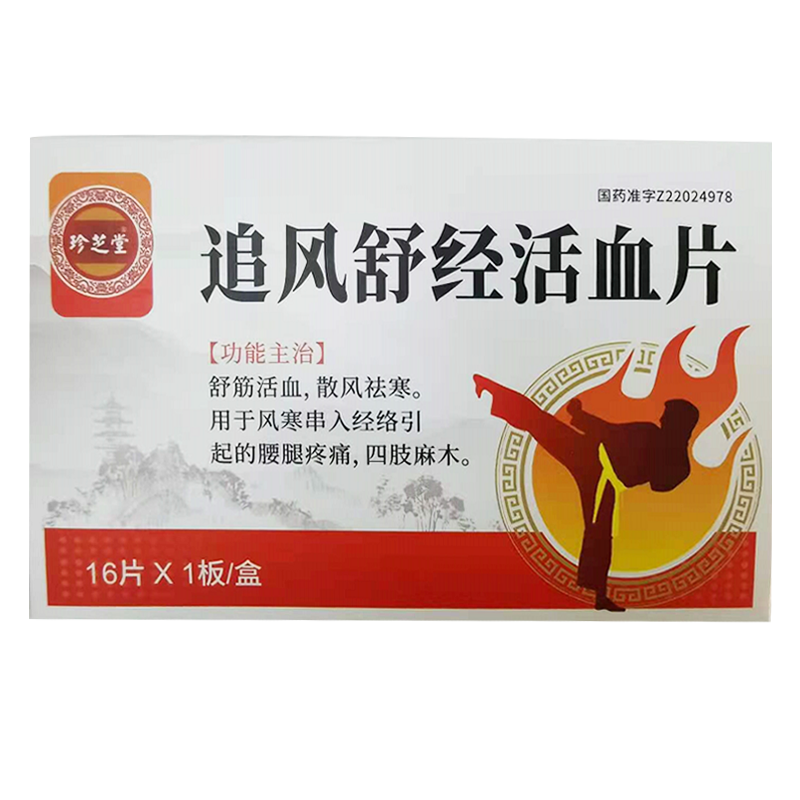 国药准字Z22024978
珍芝堂
追风舒经活血片
【功能主治】
舒筋活血,散风祛寒。
用于风寒串入经络引
起的腰腿疼痛,四肢麻木。
16片 X 1板/盒